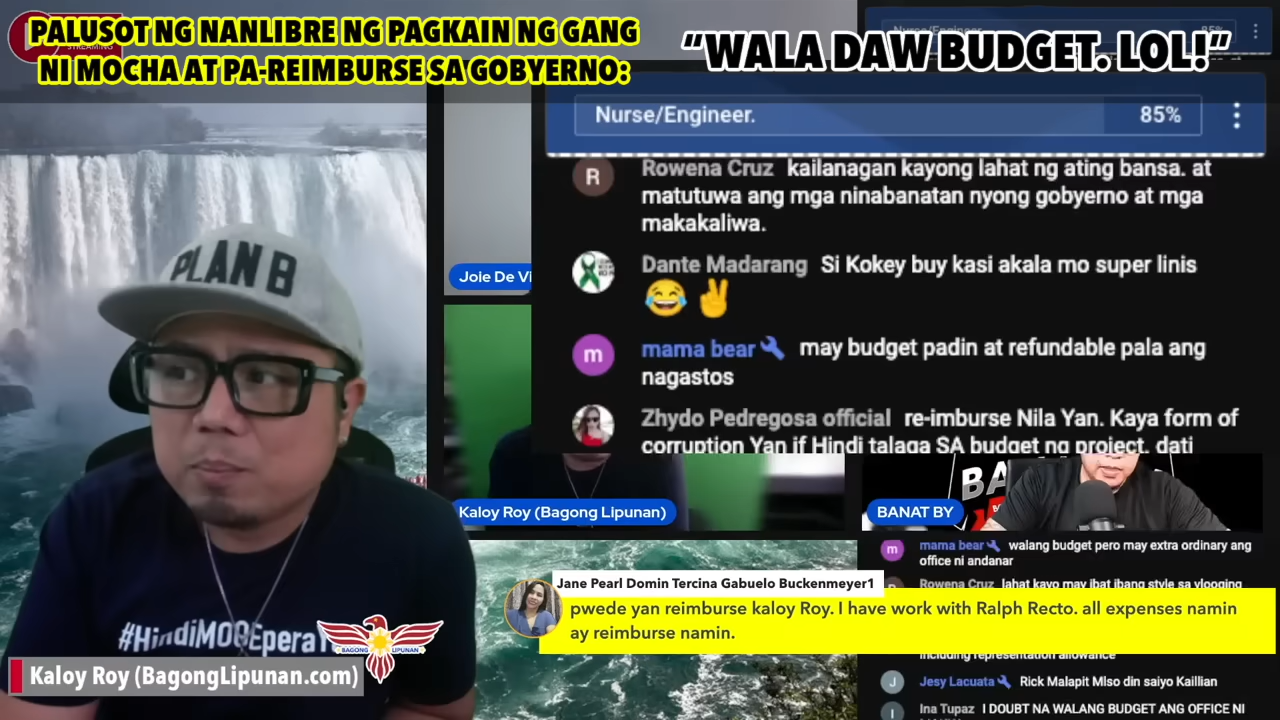 STREAMING
PALUSOT NG NANLIBRE NG PAGKAIN NG GANG
NI MOCHA AT PA-REIMBURSE SA GOBYERNO:
“WALA DAW BUDGET. LOL!”
Nurse/Engineer.
85%
R
Rowena Cruz kailanagan kayong lahat ng ating bansa. at
matutuwa ang mga ninabanatan nyong gobyerno at mga
makakaliwa.
Dante Madarang Si Kokey buy kasi akala mo super linis
😂✌
m
mama bear may budget padin at refundable pala ang
nagastos
Zhydo Pedregosa official re-imburse Nila Yan. Kaya form of
corruption Yan if Hindi talaga SA budget ng project. dati
PLAN B
Joie De Vi
Kaloy Roy (Bagong Lipunan)
BANAT BY
m
mama bear walang budget pero may extra ordinary ang
office ni andanar
Rowena Cruz lahat kayo may ibat ibang style sa vlooging
Jane Pearl Domin Tercina Gabuelo Buckenmeyer1
pwede yan reimburse kaloy Roy. I have work with Ralph Recto. all expenses namin
ay reimburse namin.
including representation allowance
J
Jesy Lacuata Rick Malapit Mlso din saiyo Kaillian
I
Ina Tupaz I DOUBT NA WALANG BUDGET ANG OFFICE NI
BAGONG LIPUNAN
Kaloy Roy (BagongLipunan.com)